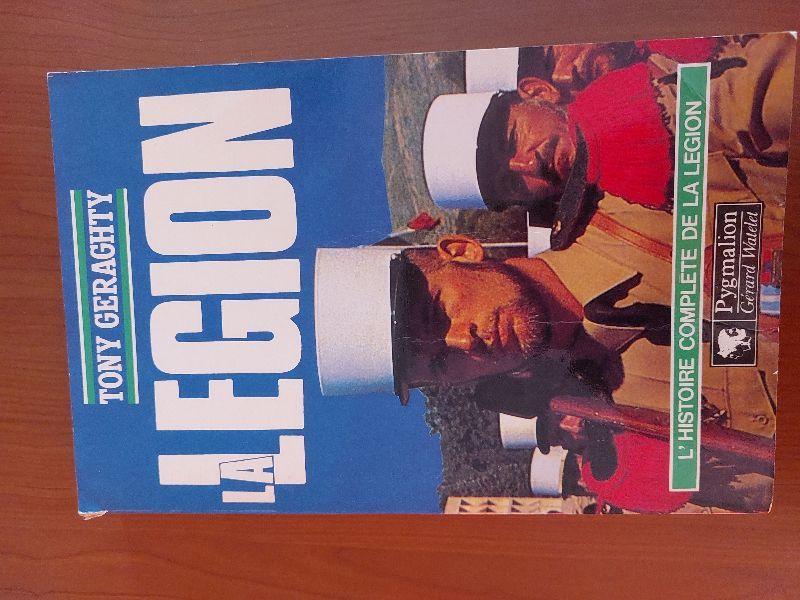 TONY GERAGHTY
LA LEGION
L'HISTOIRE COMPLETE DE LA LEGION
Pygmalion
Gérard Watelet